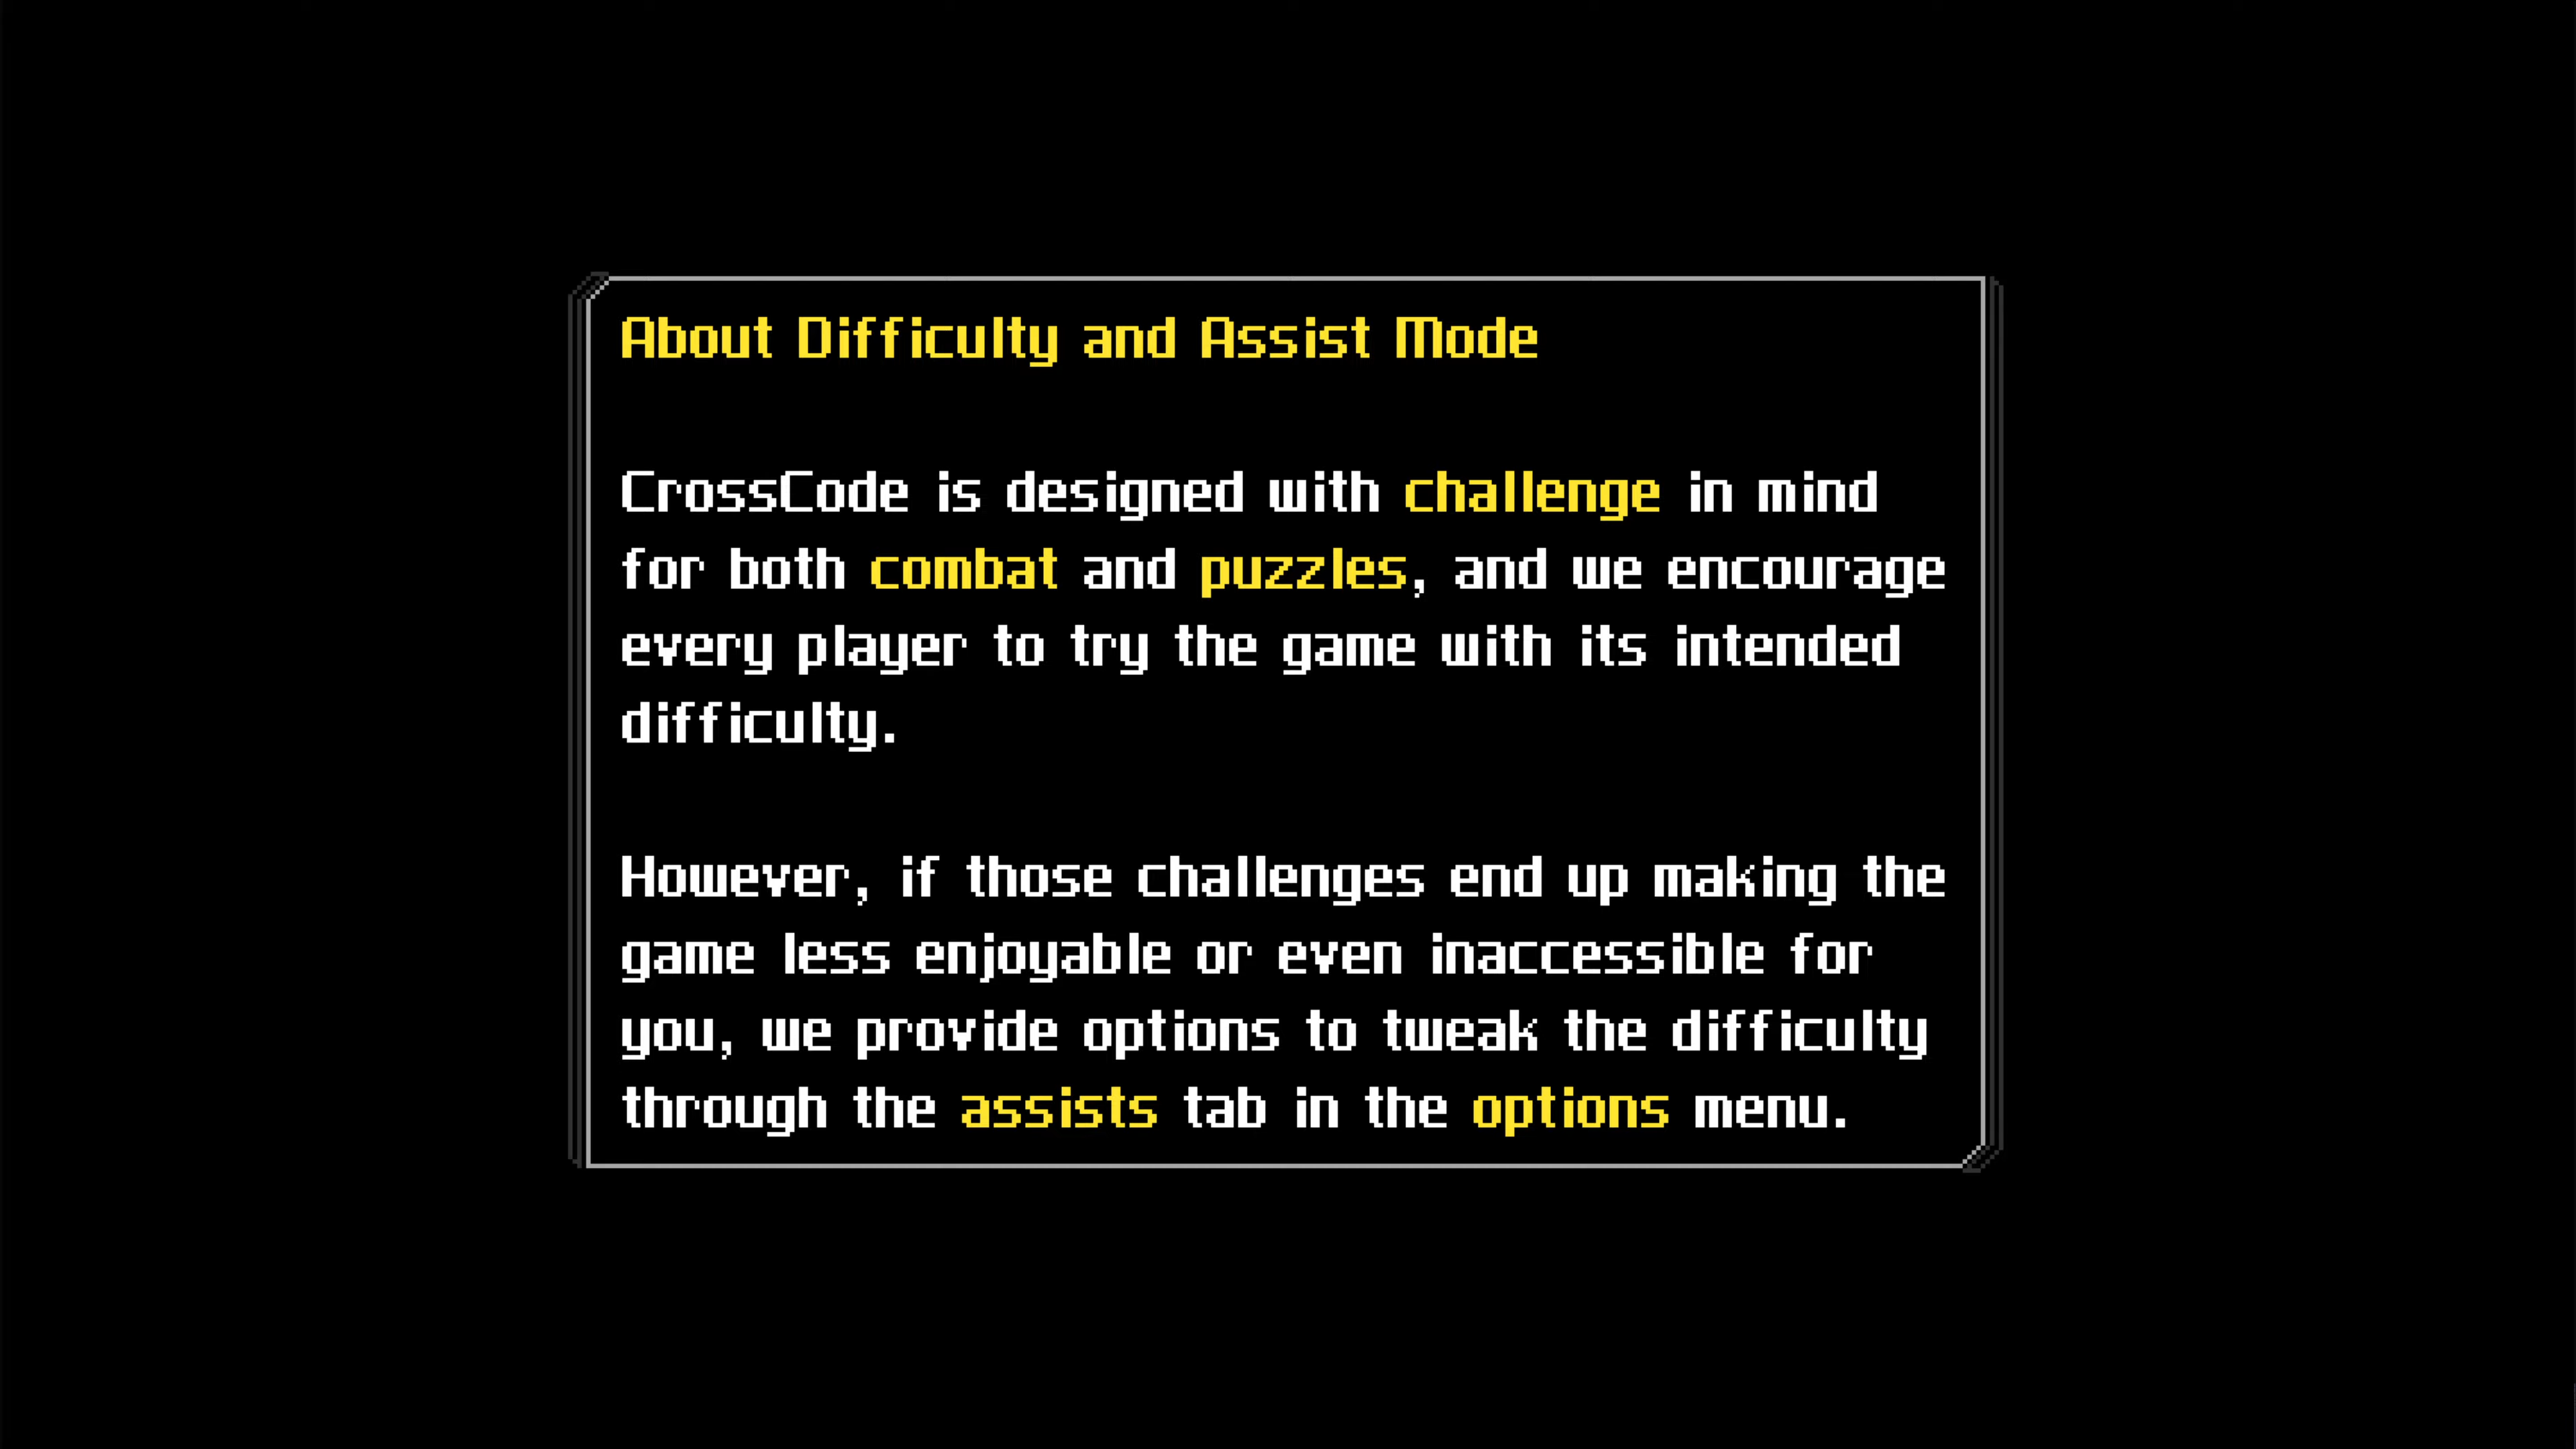 About Difficulty and Assist Mode
CrossCode is designed with challenge in mind
for both combat and puzzles, and we encourage
every player to try the game with its intended
difficulty.
However, if those challenges end up making the
game less enjoyable or even inaccessible for
you, we provide options to tweak the difficulty
through the assists tab in the options menu.